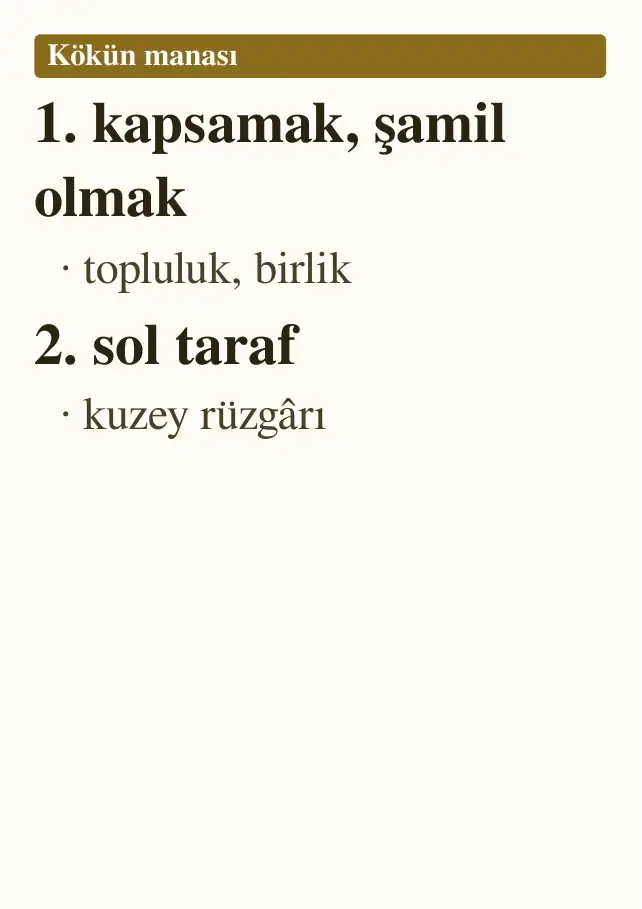 Kökün manası
1. kapsamak, şamil
olmak
· topluluk, birlik
2. sol taraf
· kuzey rüzgârı